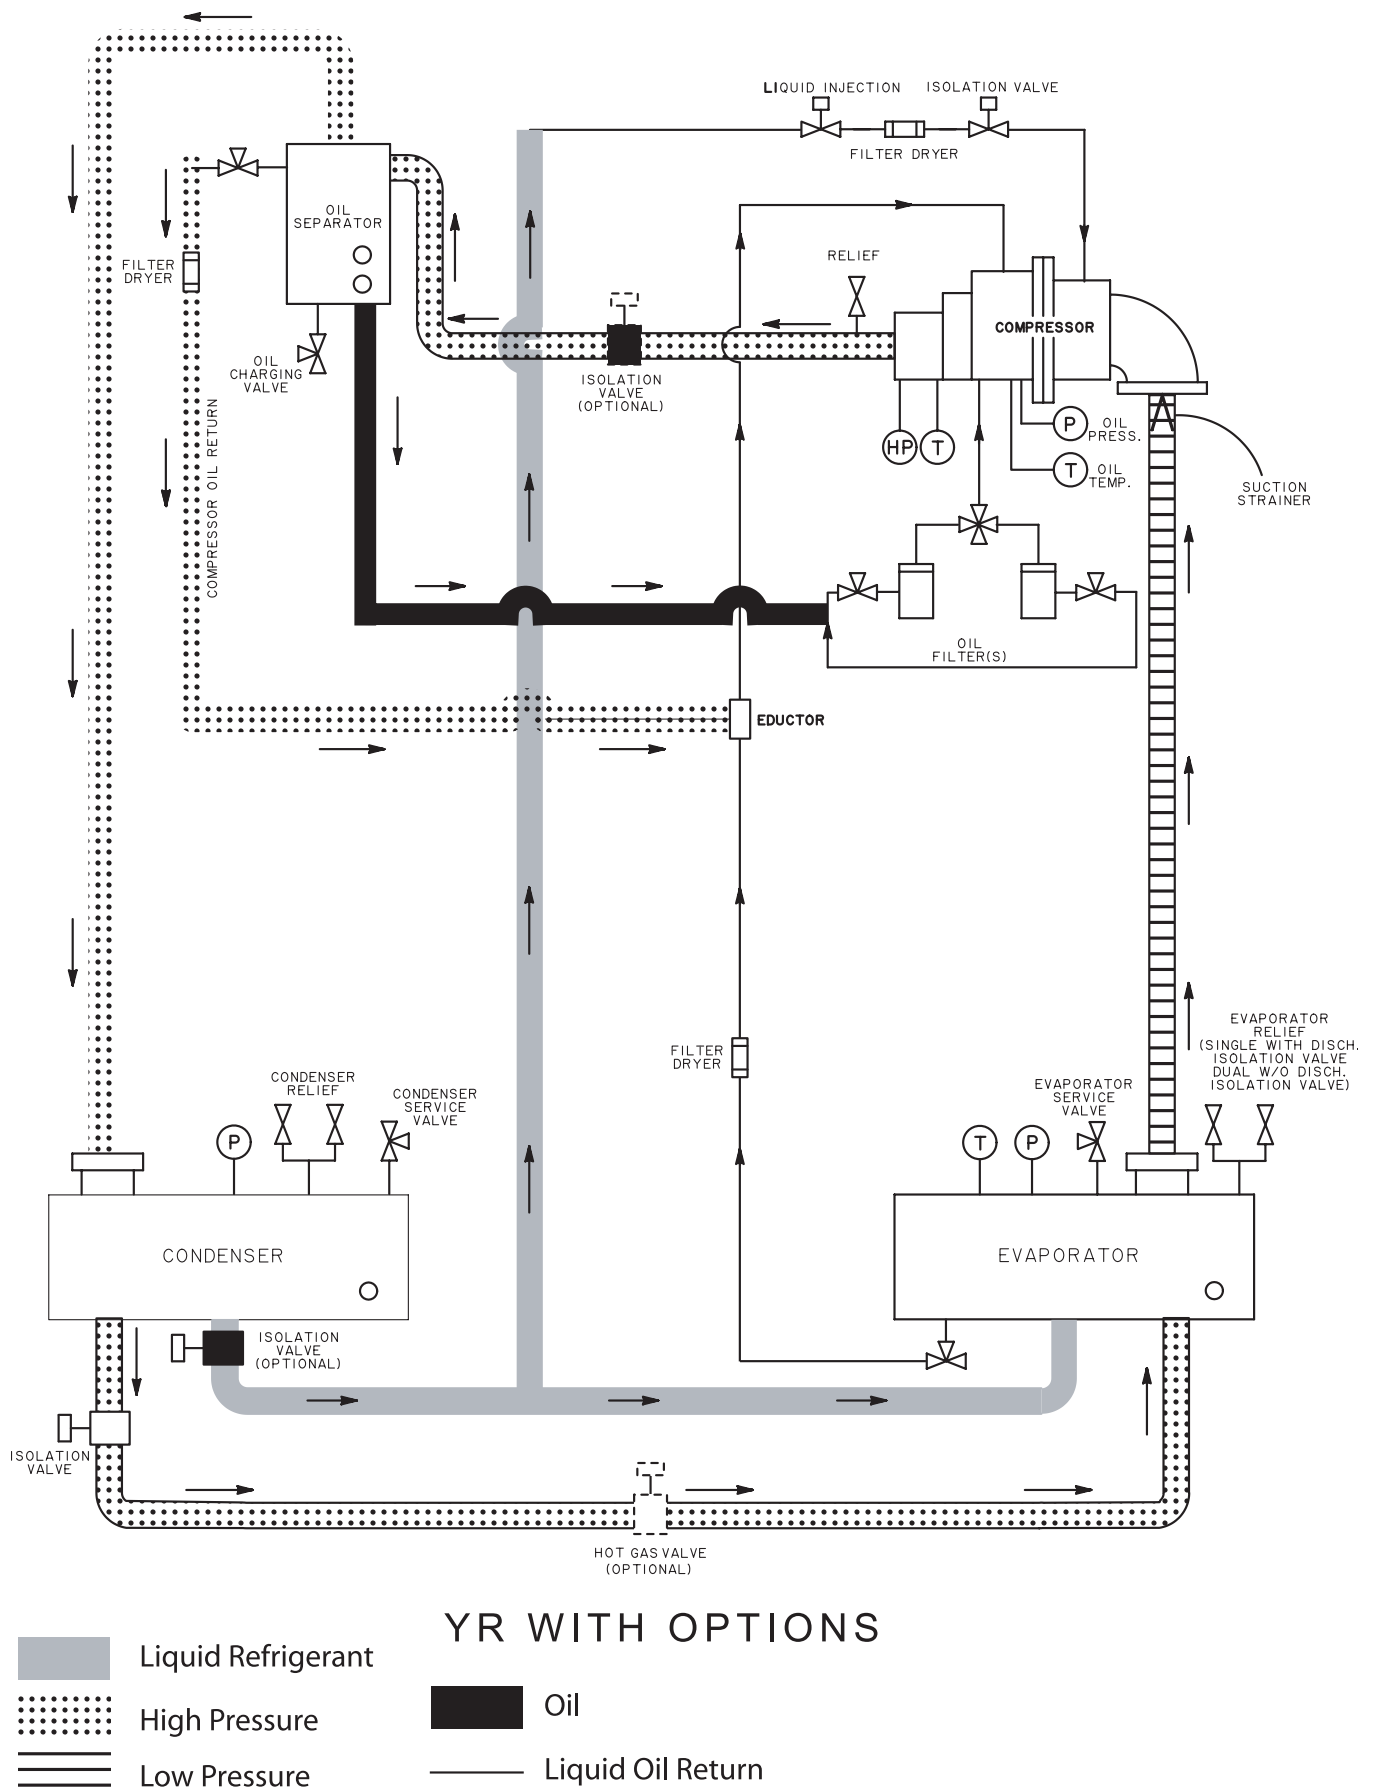 LIQUID INJECTION
ISOLATION VALVE
FILTER DRYER
OIL
SEPARATOR
FILTER
DRYER
RELIEF
COMPRESSOR
OIL
CHARGING
VALVE
ISOLATION
VALVE
(OPTIONAL)
HP
T
P
OIL
PRESS.
T
OIL
TEMP.
SUCTION
STRAINER
COMPRESSOR OIL RETURN
OIL
FILTER(S)
EDUCTOR
FILTER
DRYER
EVAPORATOR
RELIEF
(SINGLE WITH DISCH.
ISOLATION VALVE
DUAL W/O DISCH.
ISOLATION VALVE)
CONDENSER
RELIEF
CONDENSER
SERVICE
VALVE
EVAPORATOR
SERVICE
VALVE
P
T
P
CONDENSER
EVAPORATOR
ISOLATION
VALVE
(OPTIONAL)
ISOLATION
VALVE
HOT GAS VALVE
(OPTIONAL)
YR WITH OPTIONS
Liquid Refrigerant
High Pressure
Low Pressure
Oil
Liquid Oil Return